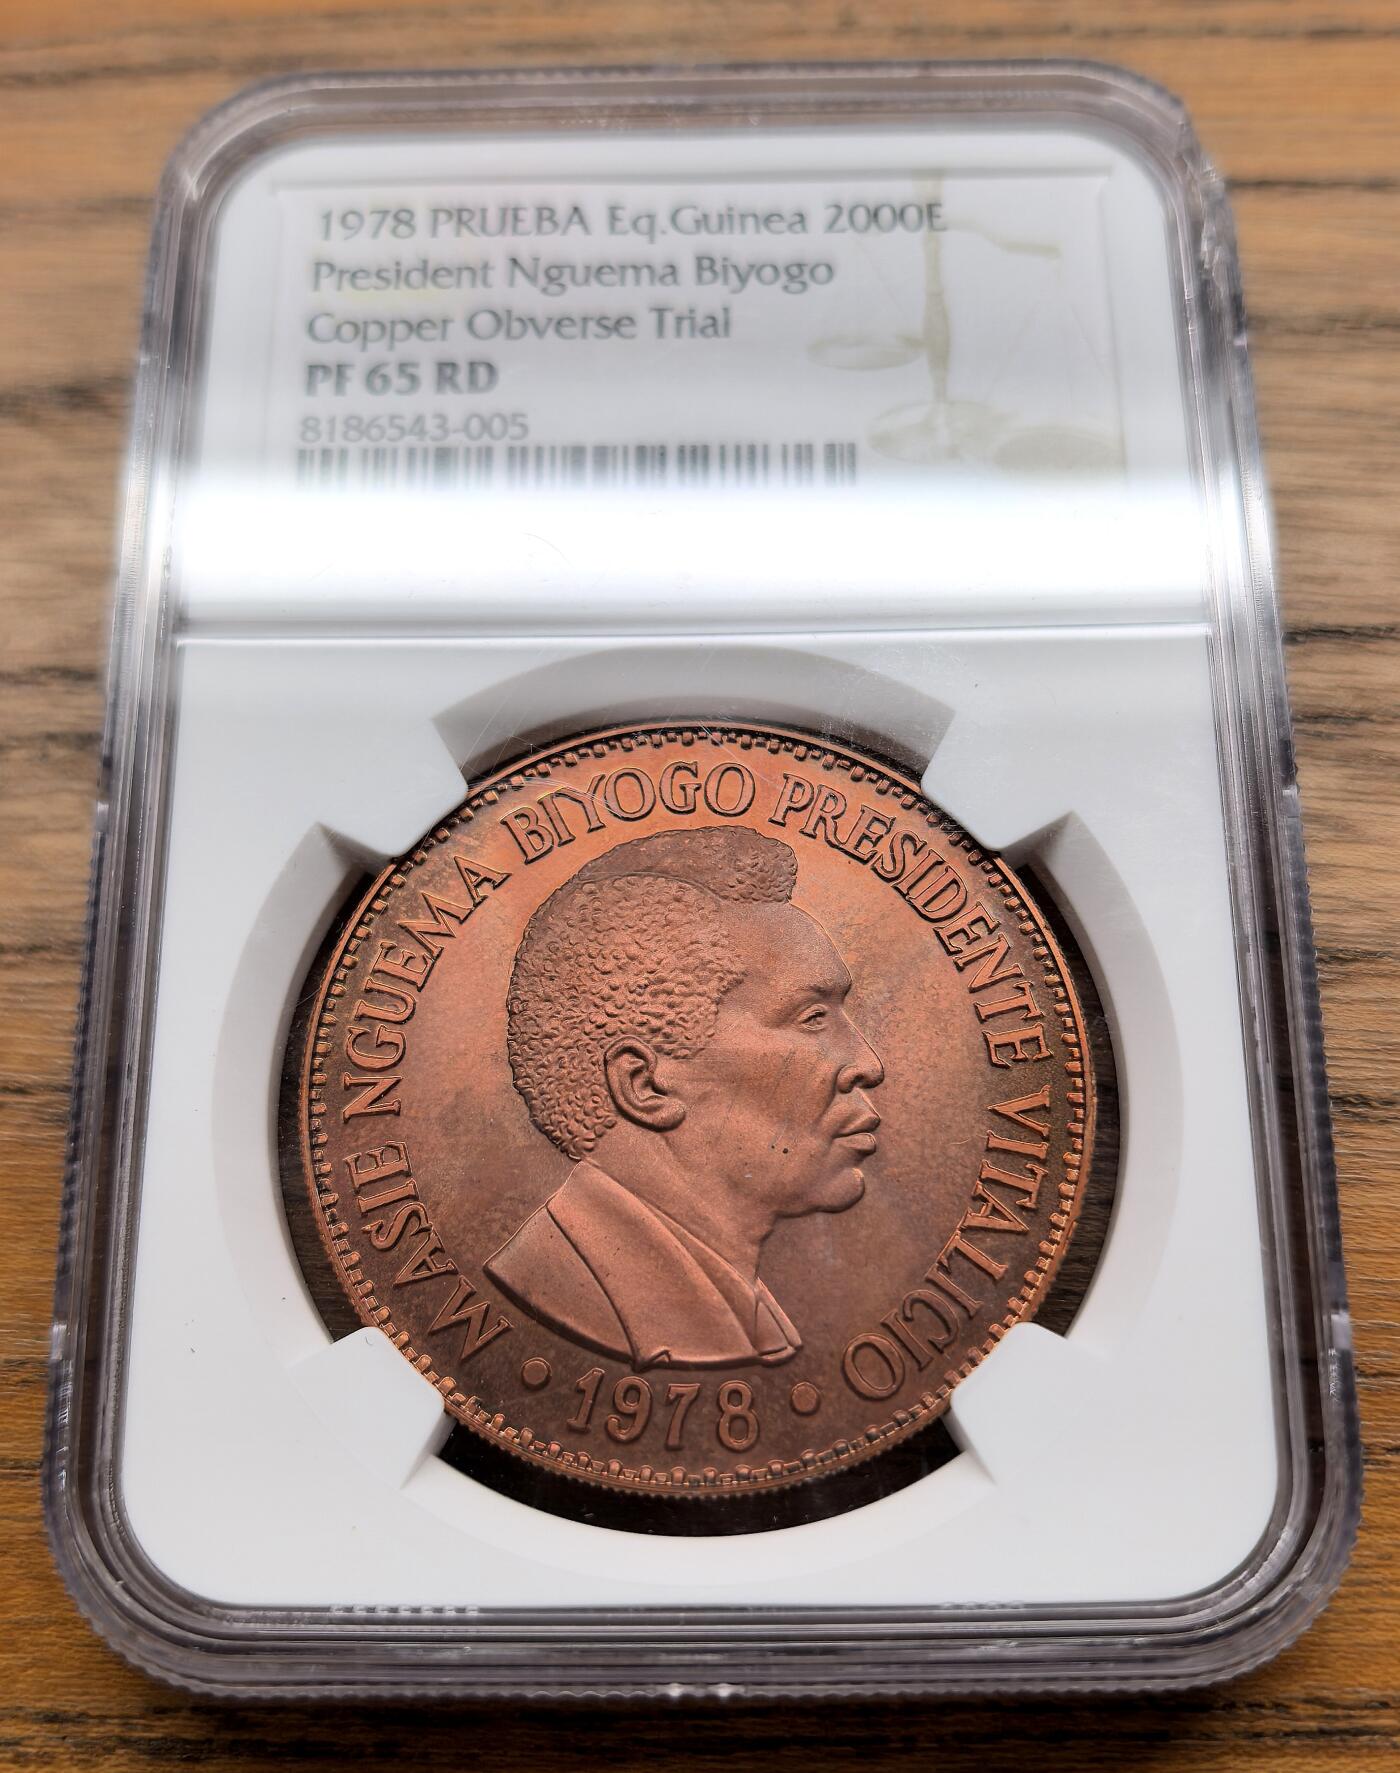 1978 PRUEBA Eq.Guinea 2000E
President Nguema Biyogo
Copper Obverse Trial
PF 65 RD
8186543-005
MASIE NGUEMA BIYOGO PRESIDENTE VITALICIO
• 1978 •